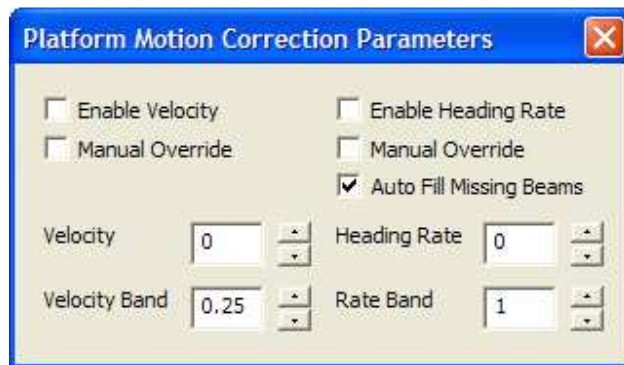 Platform Motion Correction Parameters
Enable Velocity
Enable Heading Rate
Manual Override
Manual Override
Auto Fill Missing Beams
Velocity 0
Heading Rate 0
Velocity Band 0.25
Rate Band 1